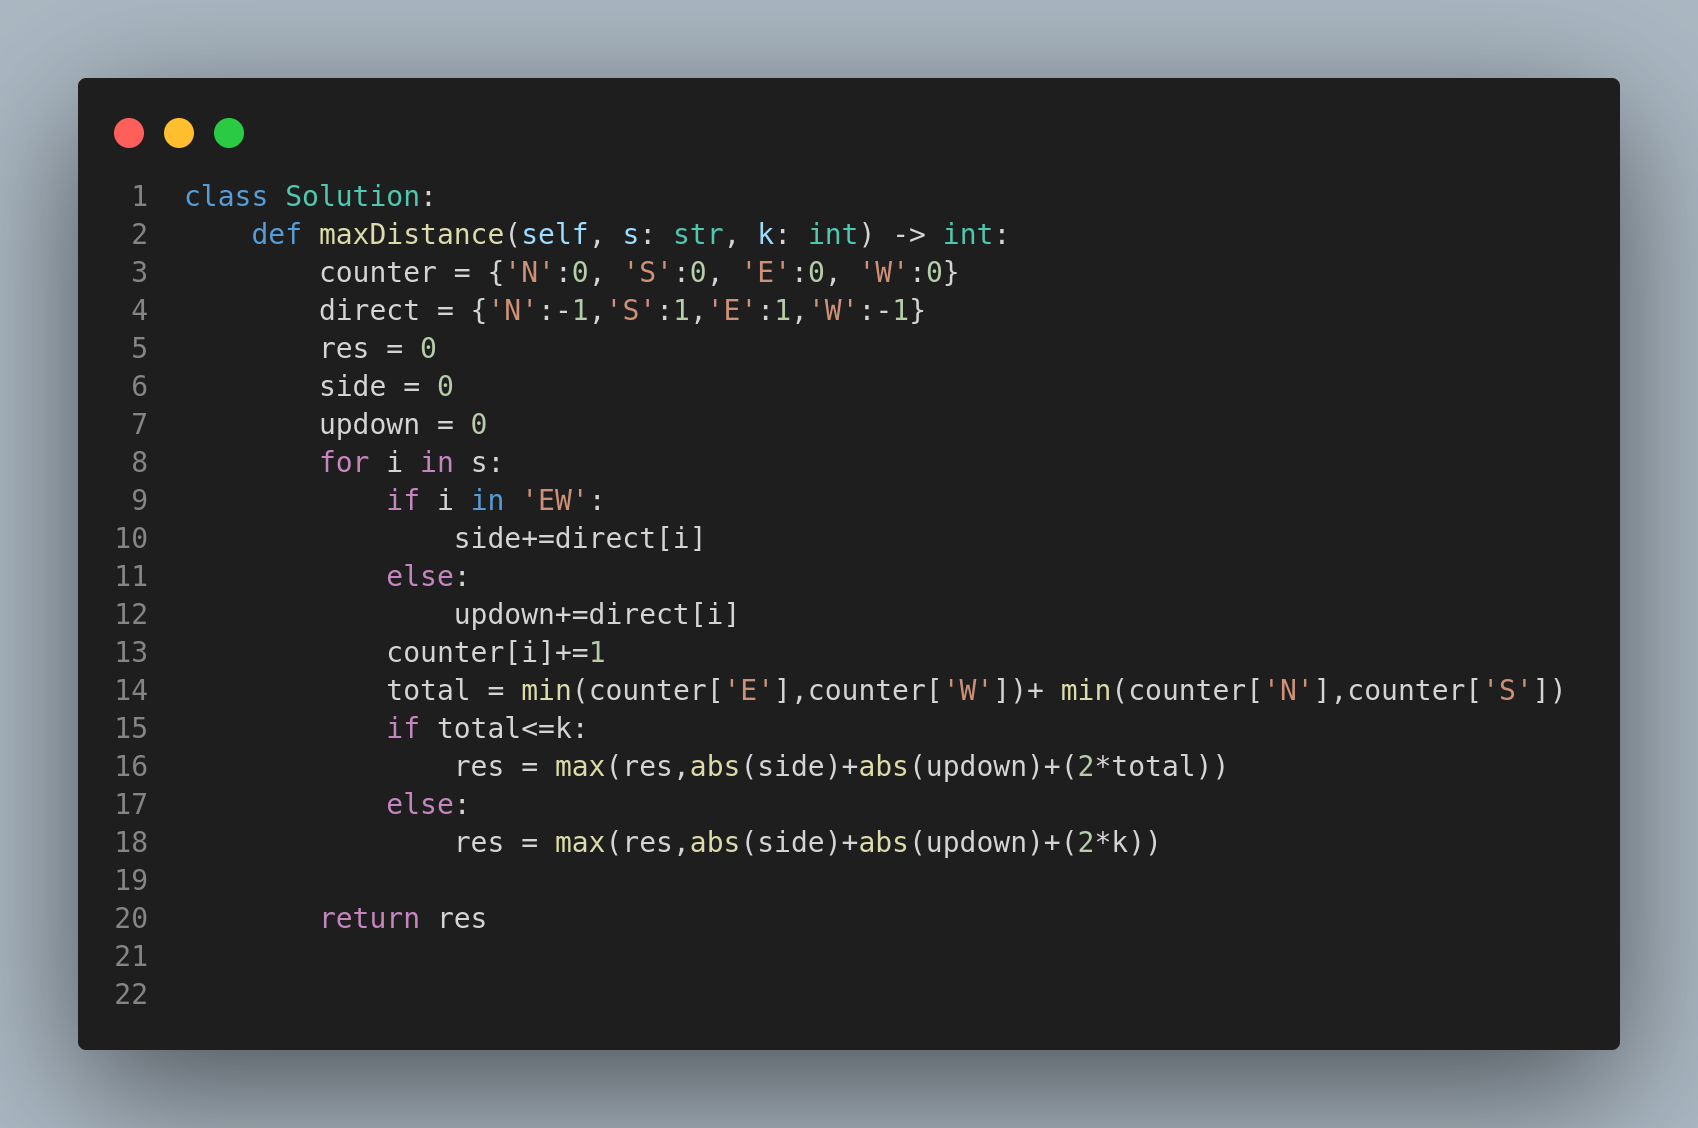 1 class Solution:
2     def maxDistance(self, s: str, k: int) -> int:
3         counter = {'N':0, 'S':0, 'E':0, 'W':0}
4         direct = {'N':-1,'S':1,'E':1,'W':-1}
5         res = 0
6         side = 0
7         updown = 0
8         for i in s:
9             if i in 'EW':
10                 side+=direct[i]
11             else:
12                 updown+=direct[i]
13             counter[i]+=1
14             total = min(counter['E'],counter['W'])+ min(counter['N'],counter['S'])
15             if total<=k:
16                 res = max(res,abs(side)+abs(updown)+(2*total))
17             else:
18                 res = max(res,abs(side)+abs(updown)+(2*k))
19
20         return res
21
22